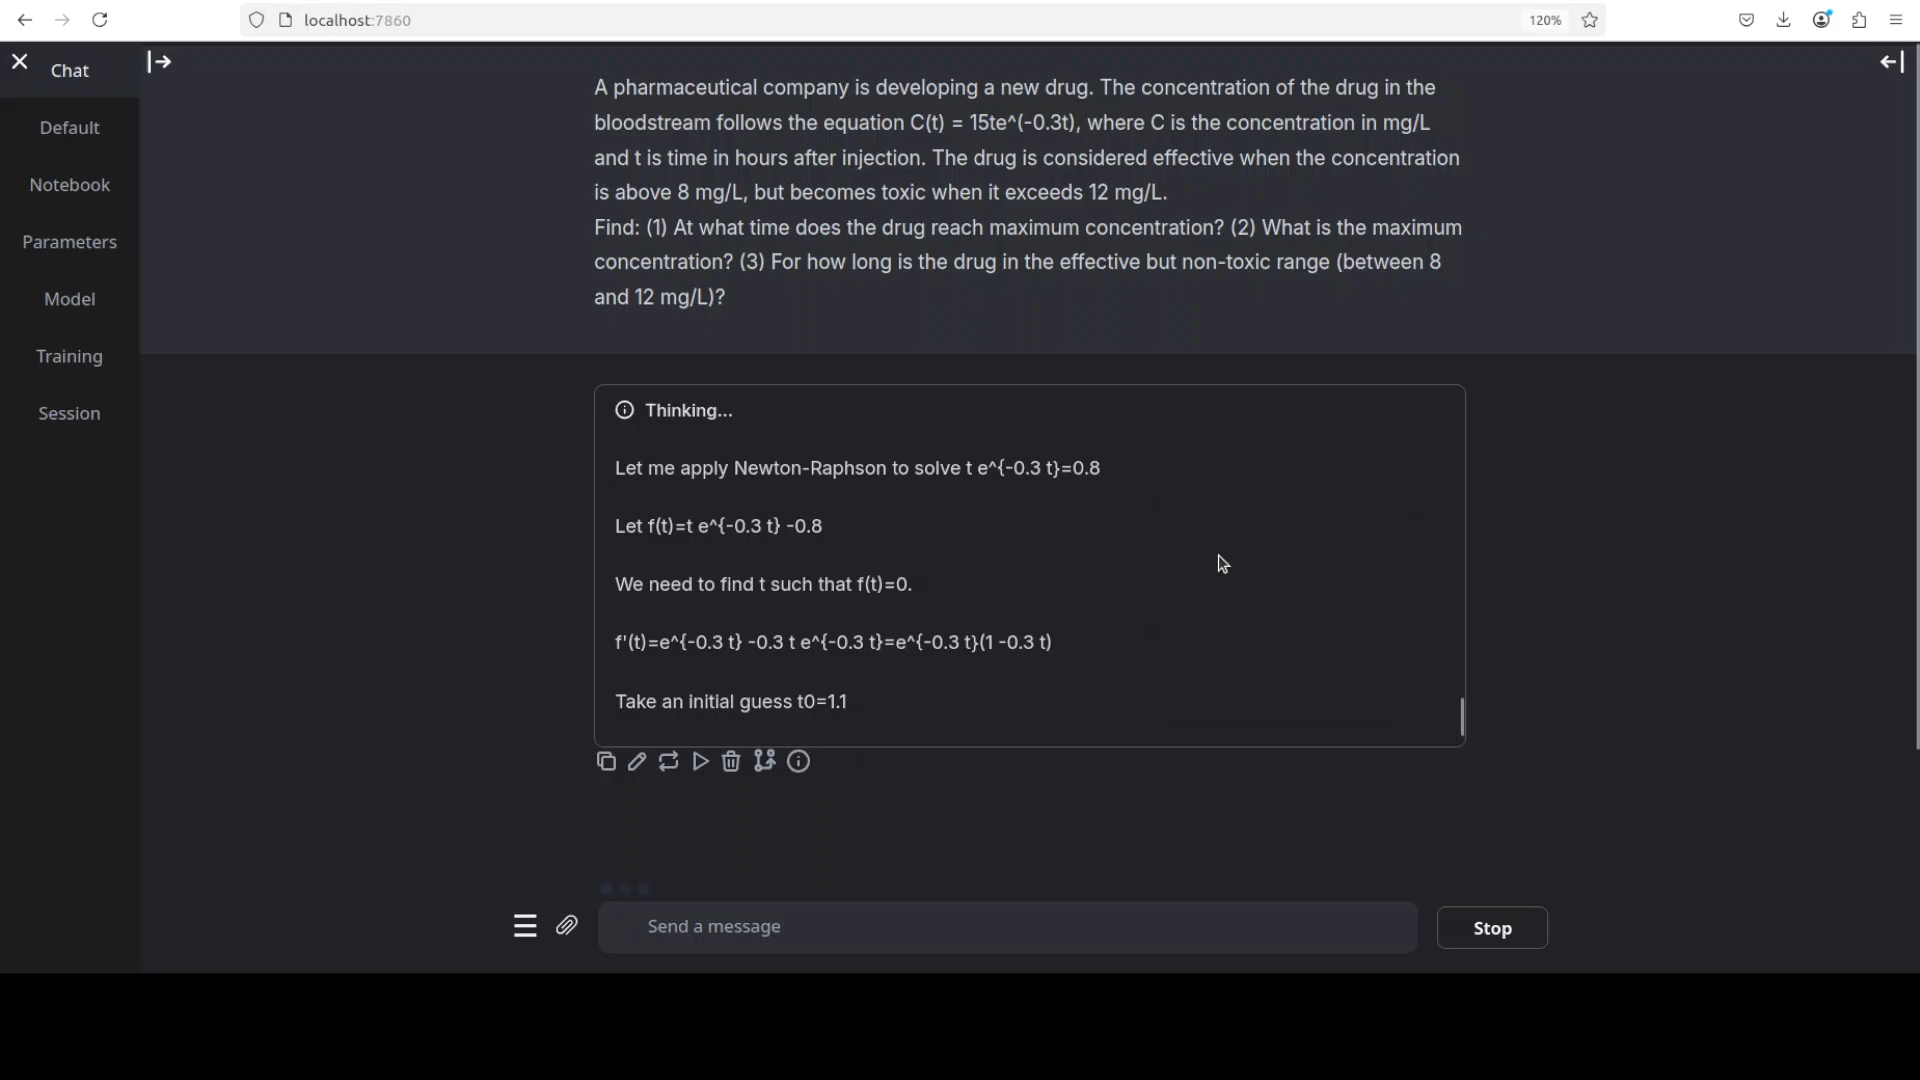 localhost:7860
120%
Chat
Default
Notebook
Parameters
Model
Training
Session
A pharmaceutical company is developing a new drug. The concentration of the drug in the
bloodstream follows the equation C(t) = 15te^(-0.3t), where C is the concentration in mg/L
and t is time in hours after injection. The drug is considered effective when the concentration
is above 8 mg/L, but becomes toxic when it exceeds 12 mg/L.
Find: (1) At what time does the drug reach maximum concentration? (2) What is the maximum
concentration? (3) For how long is the drug in the effective but non-toxic range (between 8
and 12 mg/L)?
Thinking...
Let me apply Newton-Raphson to solve t e^{-0.3 t}=0.8
Let f(t)=t e^{-0.3 t} -0.8
We need to find t such that f(t)=0.
f'(t)=e^{-0.3 t} -0.3 t e^{-0.3 t}=e^{-0.3 t}(1 -0.3 t)
Take an initial guess t0=1.1
Send a message
Stop